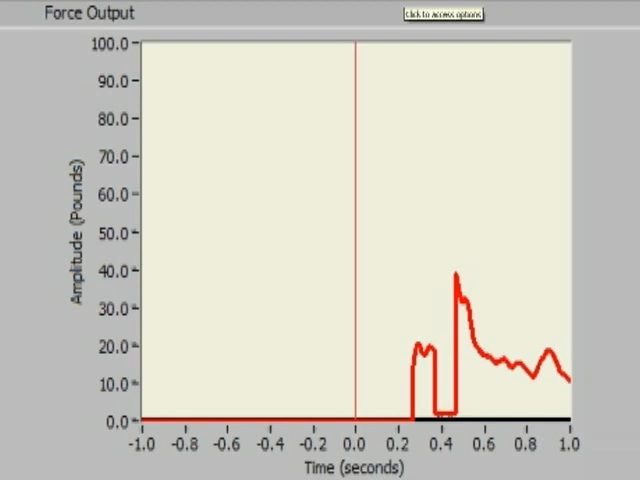 Force Output
Click to access options
100.0
90.0
80.0
70.0
60.0
50.0
40.0
30.0
20.0
10.0
0.0
Amplitude (Pounds)
-1.0 -0.8 -0.6 -0.4 -0.2 0.0 0.2 0.4 0.6 0.8 1.0
Time (seconds)